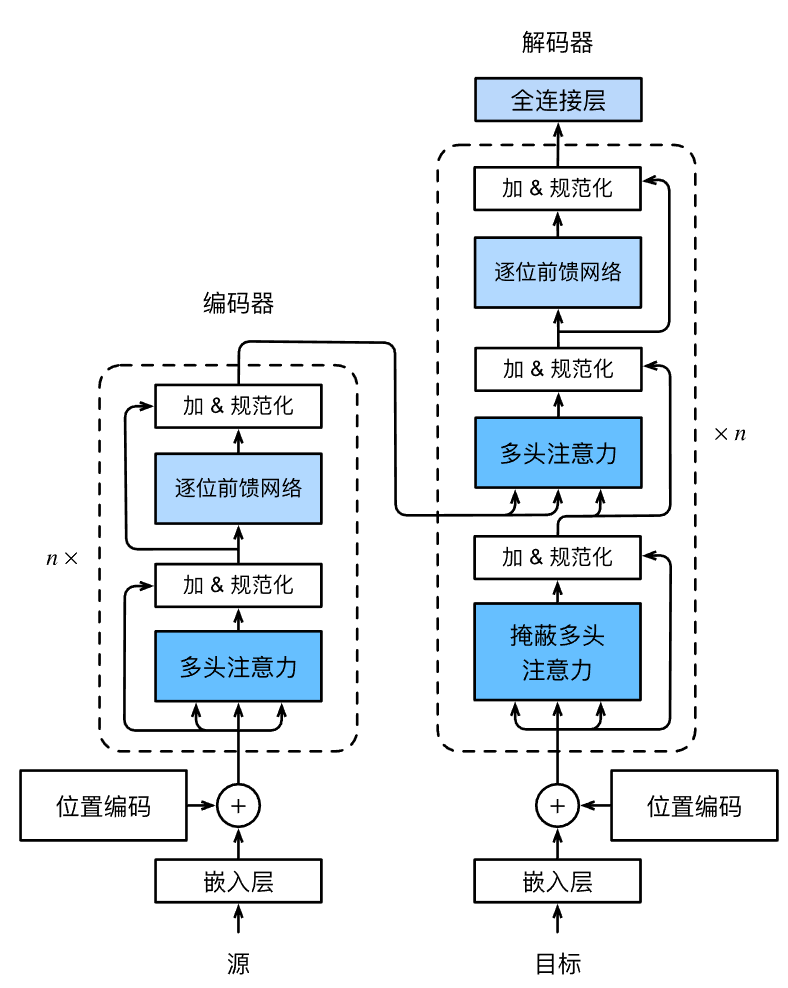 解码器
全连接层
加 & 规范化
逐位前馈网络
加 & 规范化
多头注意力
加 & 规范化
掩蔽多头
注意力
× n
位置编码
嵌入层
目标
编码器
加 & 规范化
逐位前馈网络
加 & 规范化
多头注意力
n ×
位置编码
+
嵌入层
源
+